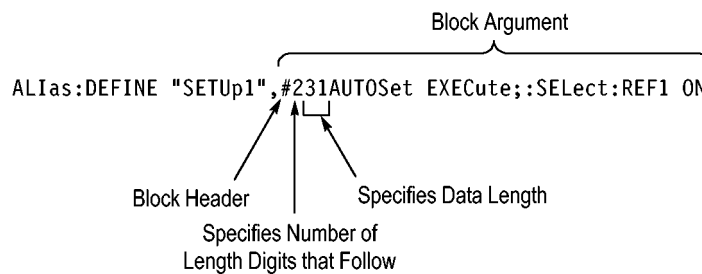 Block Argument
ALIas:DEFINE "SETUp1",#231AUTOSet EXECute;:SELect:REF1 ON
Block Header
Specifies Data Length
Specifies Number of
Length Digits that Follow